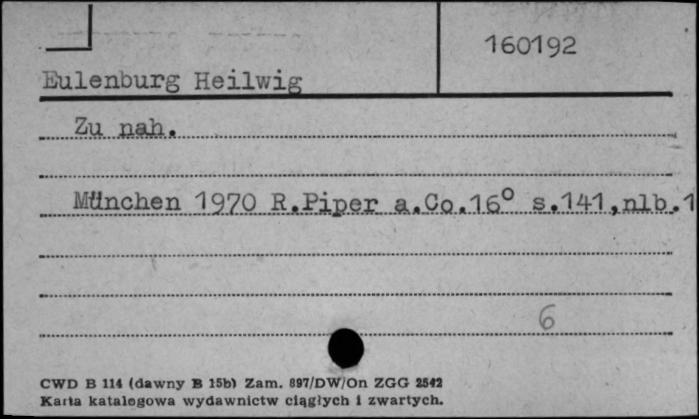 160192
Eulenburg Heilwig
Zu nah.
München 1970 R.Piper a.Co.16° s.141,nlb.1
6
CWD B 114 (dawny B 15b) Zam. 897/DW/On ZGG 2542
Karta katalogowa wydawnictw ciągłych i zwartych.